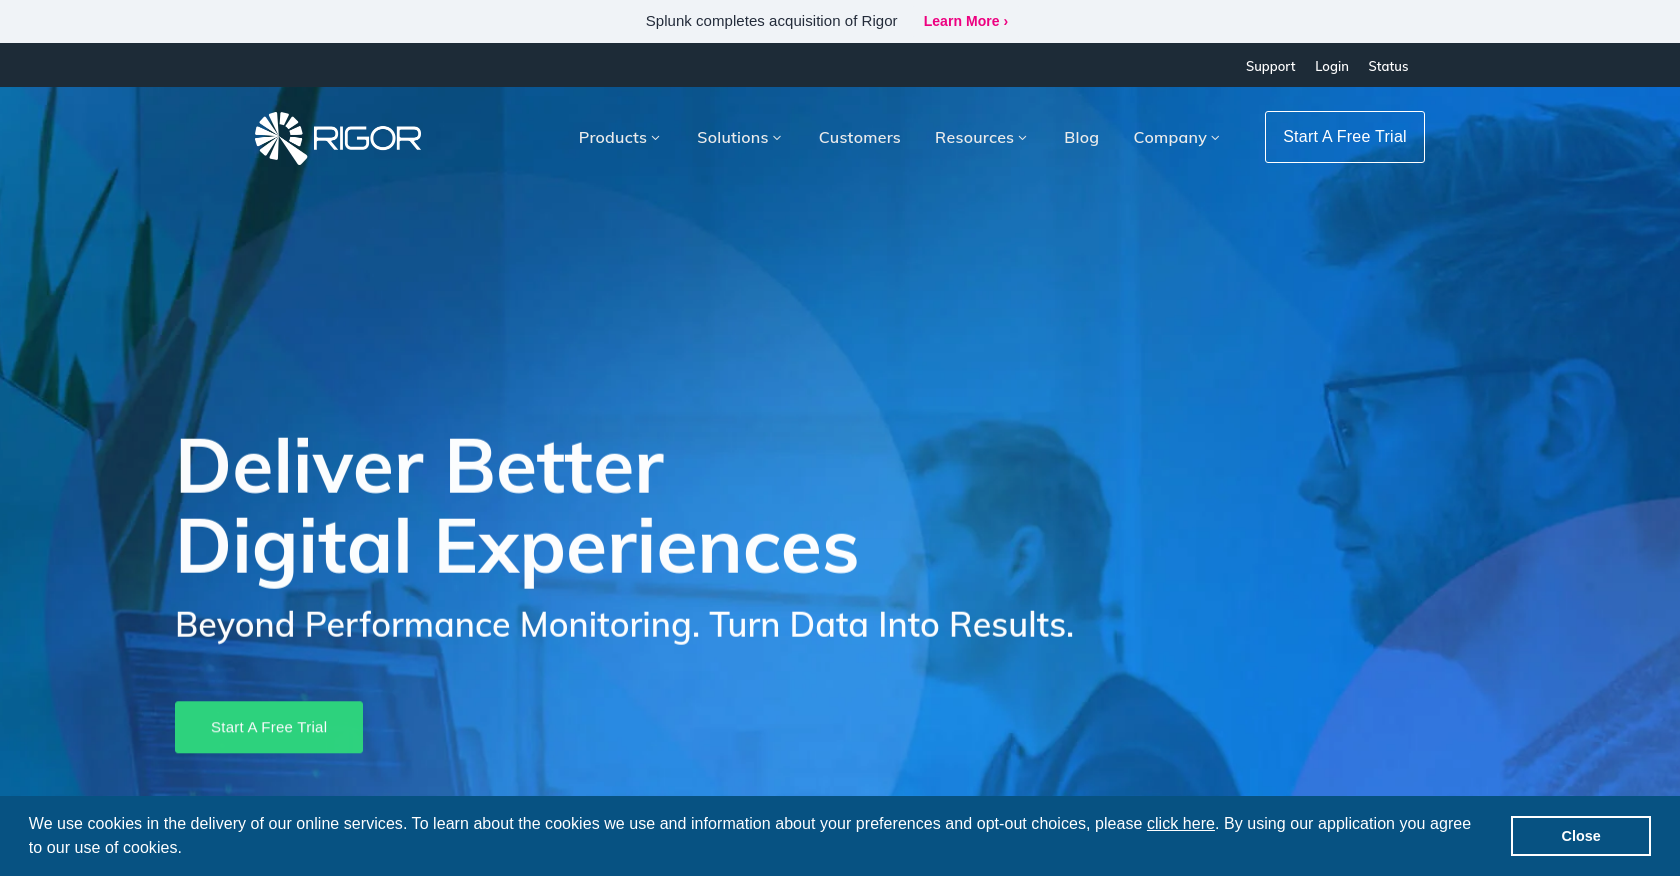 Splunk completes acquisition of Rigor Learn More ›
Support Login Status
RIGOR Products Solutions Customers Resources Blog Company Start A Free Trial
Deliver Better
Digital Experiences
Beyond Performance Monitoring. Turn Data Into Results.
Start A Free Trial
We use cookies in the delivery of our online services. To learn about the cookies we use and information about your preferences and opt-out choices, please click here. By using our application you agree
to our use of cookies.
Close